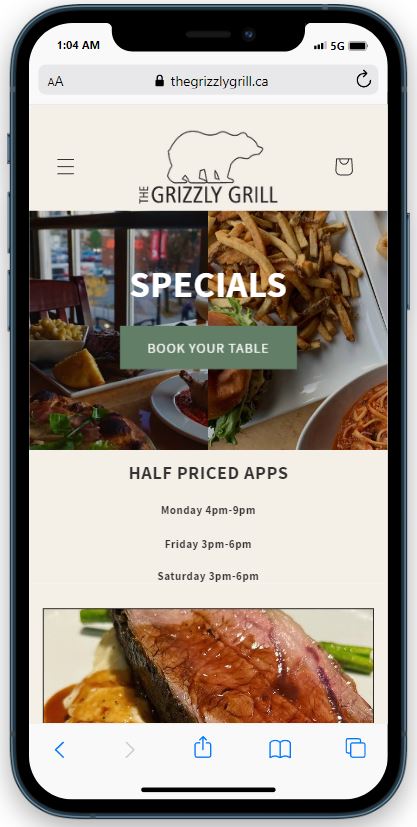 1:04 AM
5G
AA
thegrizzlygrill.ca
THE GRIZZLY GRILL
SPECIALS
BOOK YOUR TABLE
HALF PRICED APPS
Monday 4pm-9pm
Friday 3pm-6pm
Saturday 3pm-6pm